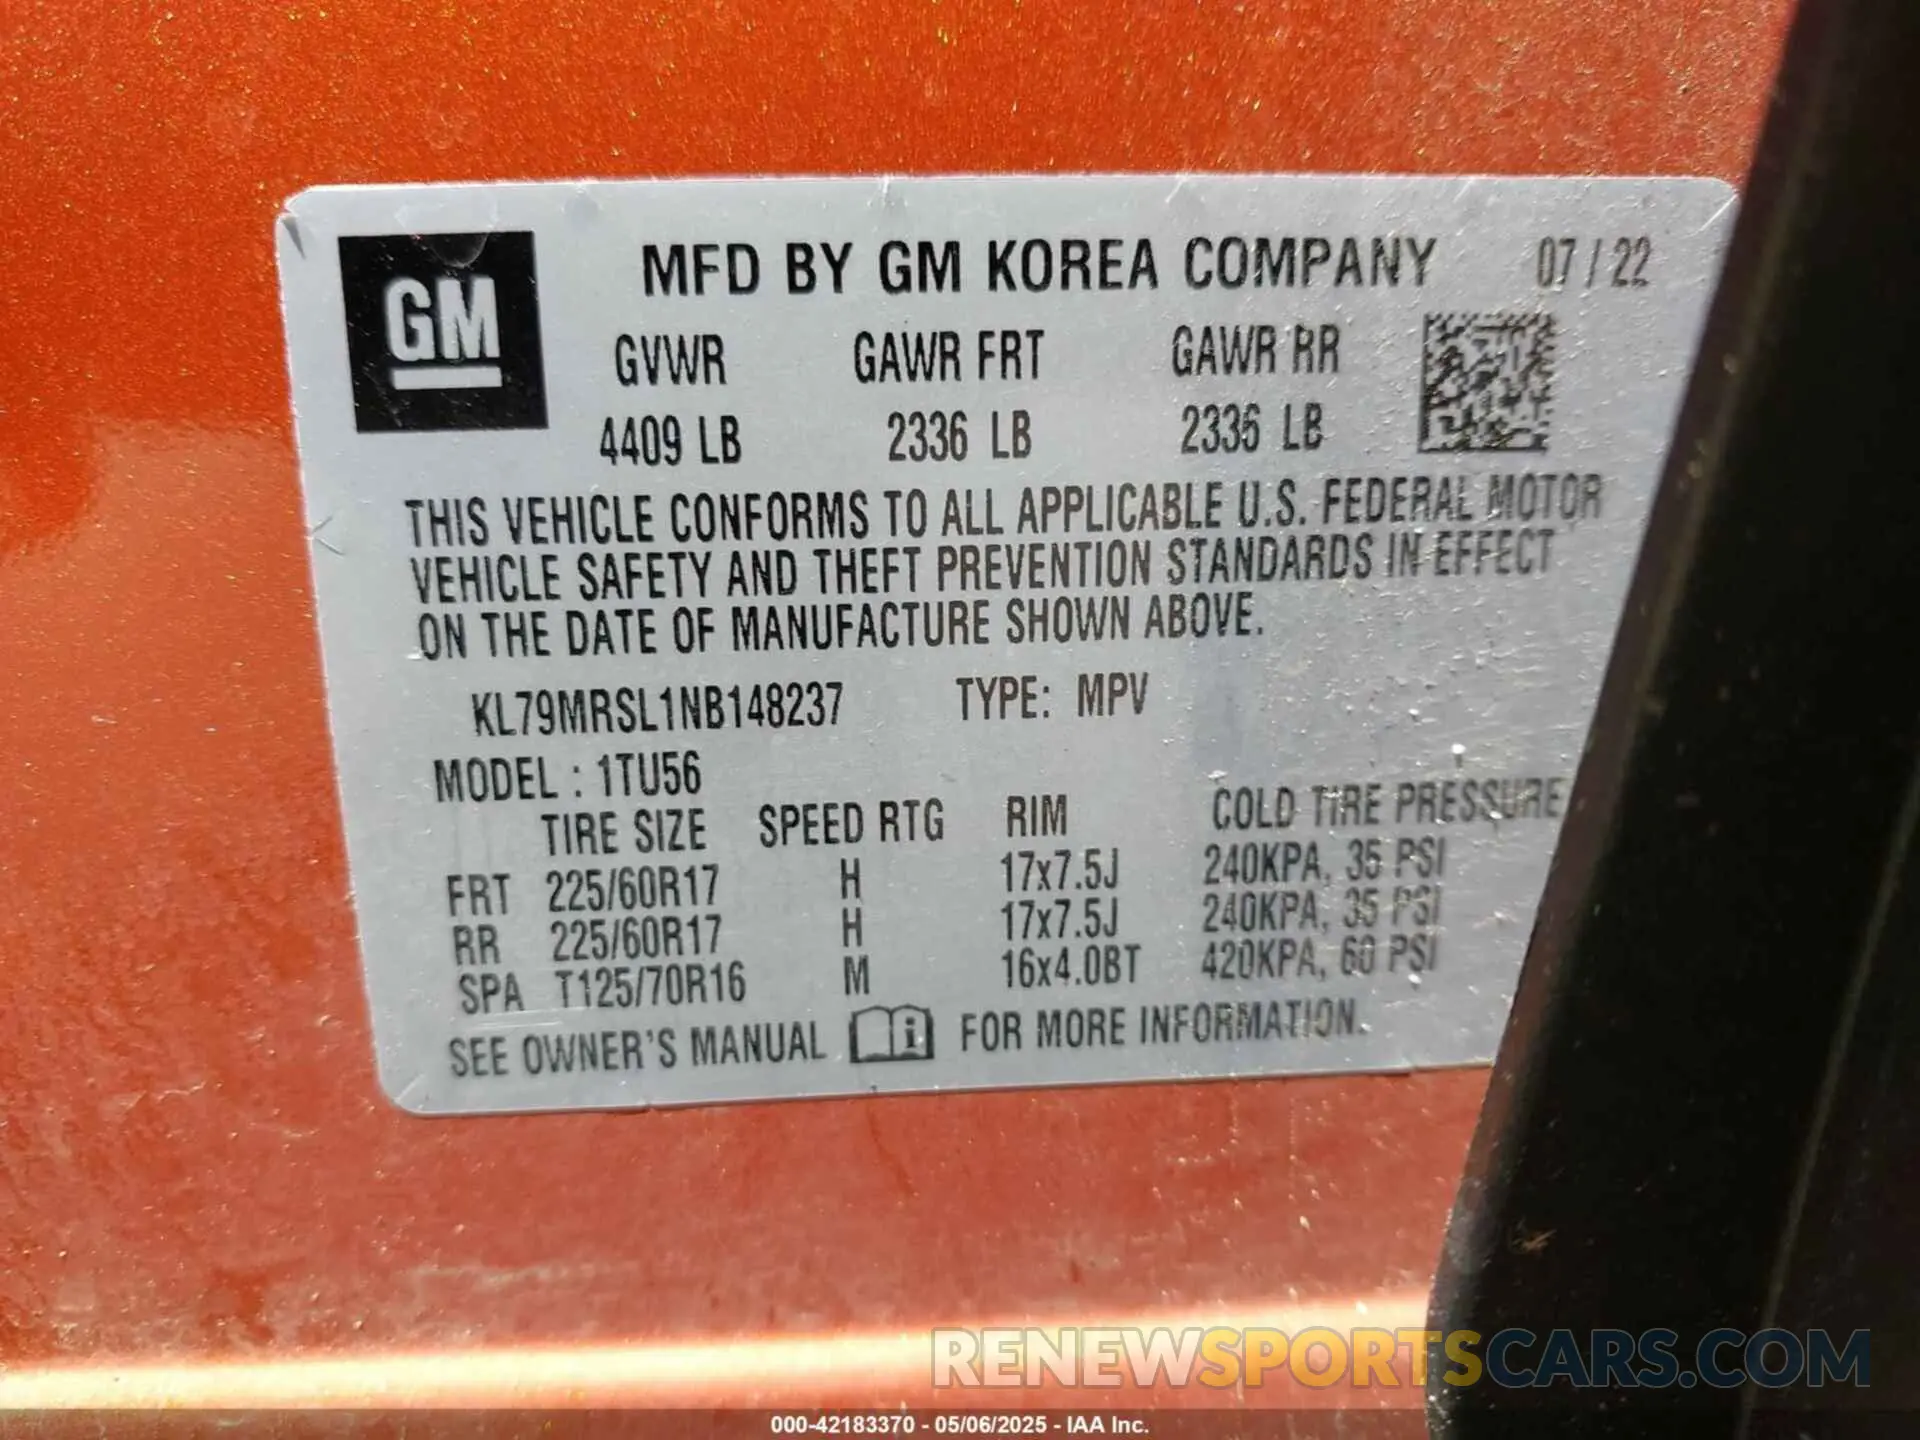 GM
MFD BY GM KOREA COMPANY 07 / 22
GVWR GAWR FRT GAWR RR
4409 LB 2336 LB 2336 LB
THIS VEHICLE CONFORMS TO ALL APPLICABLE U.S. FEDERAL MOTOR
VEHICLE SAFETY AND THEFT PREVENTION STANDARDS IN EFFECT
ON THE DATE OF MANUFACTURE SHOWN ABOVE.
KL79MRSL1NB148237 TYPE: MPV
MODEL : 1TU56
TIRE SIZE SPEED RTG RIM COLD TIRE PRESSURE
FRT 225/60R17 H 17x7.5J 240KPA, 35 PSI
RR 225/60R17 H 17x7.5J 240KPA, 35 PSI
SPA T125/70R16 M 16x4.0BT 420KPA, 60 PSI
SEE OWNER'S MANUAL i FOR MORE INFORMATION.
RENEWSPORTSCARS.COM
000-42183370 - 05/06/2025 - IAA Inc.